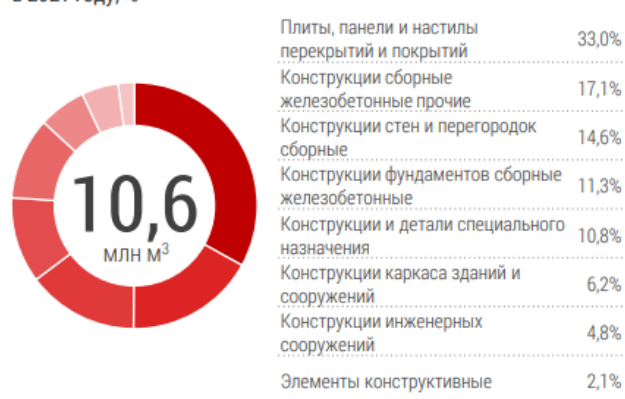 10,6
млн м³
Плиты, панели и настилы
перекрытий и покрытий
33,0%
Конструкции сборные
железобетонные прочие
17,1%
Конструкции стен и перегородок
сборные
14,6%
Конструкции фундаментов сборные
железобетонные
11,3%
Конструкции и детали специального
назначения
10,8%
Конструкции каркаса зданий и
сооружений
6,2%
Конструкции инженерных
сооружений
4,8%
Элементы конструктивные
2,1%